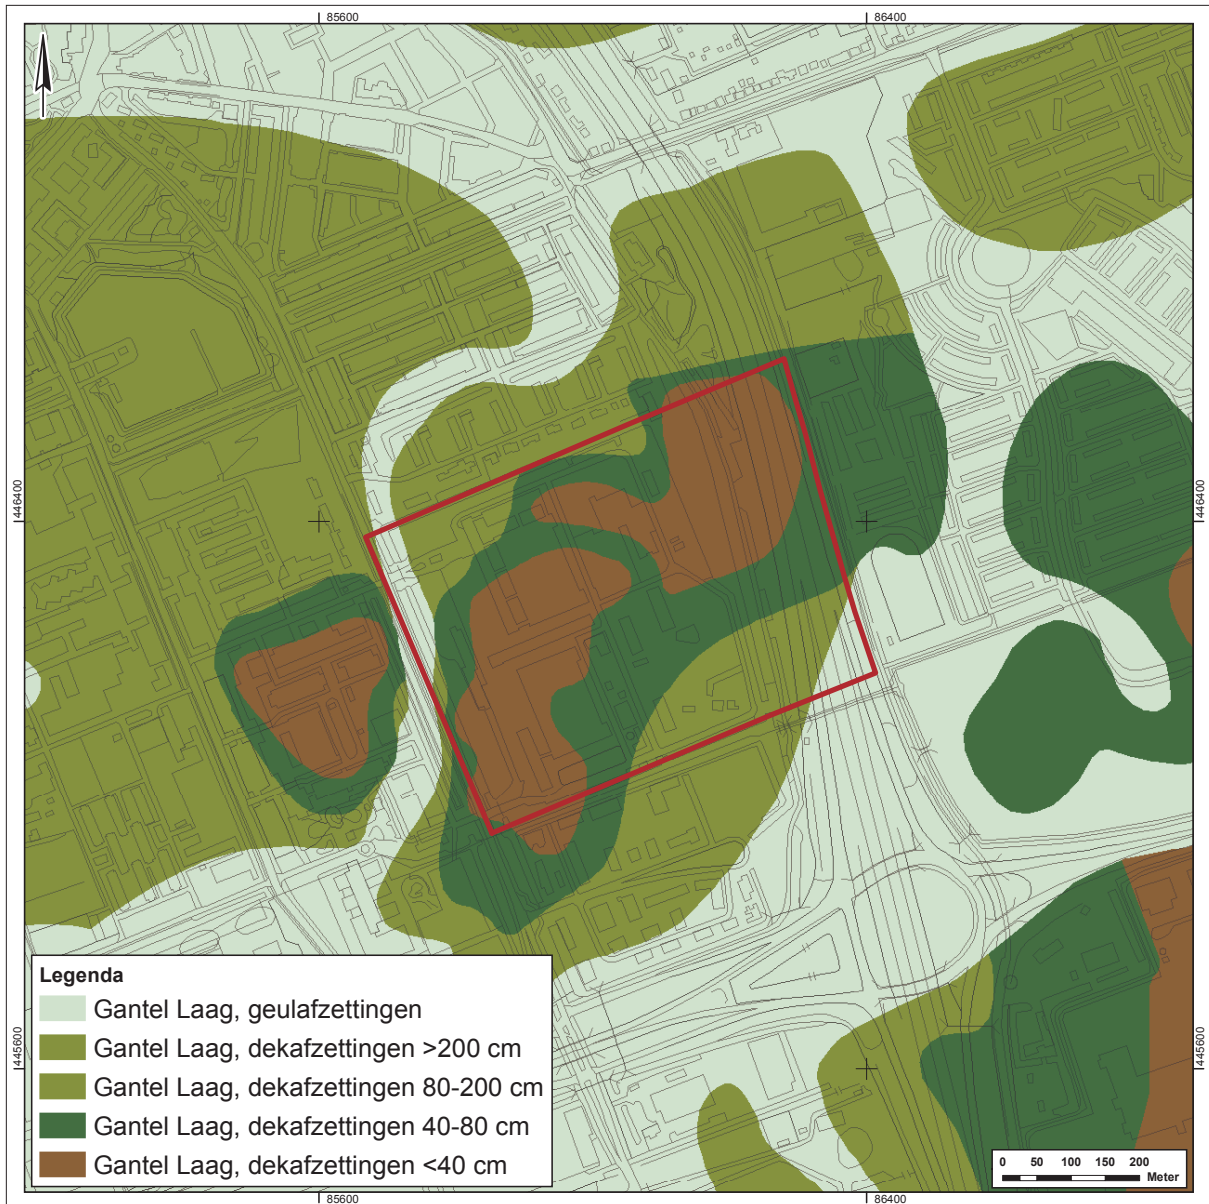 85600
86400
446400
446400
445600
445600
Legenda
Gantel Laag, geulafzettingen
Gantel Laag, dekafzettingen >200 cm
Gantel Laag, dekafzettingen 80-200 cm
Gantel Laag, dekafzettingen 40-80 cm
Gantel Laag, dekafzettingen <40 cm
0 50 100 150 200
Meter
85600
86400